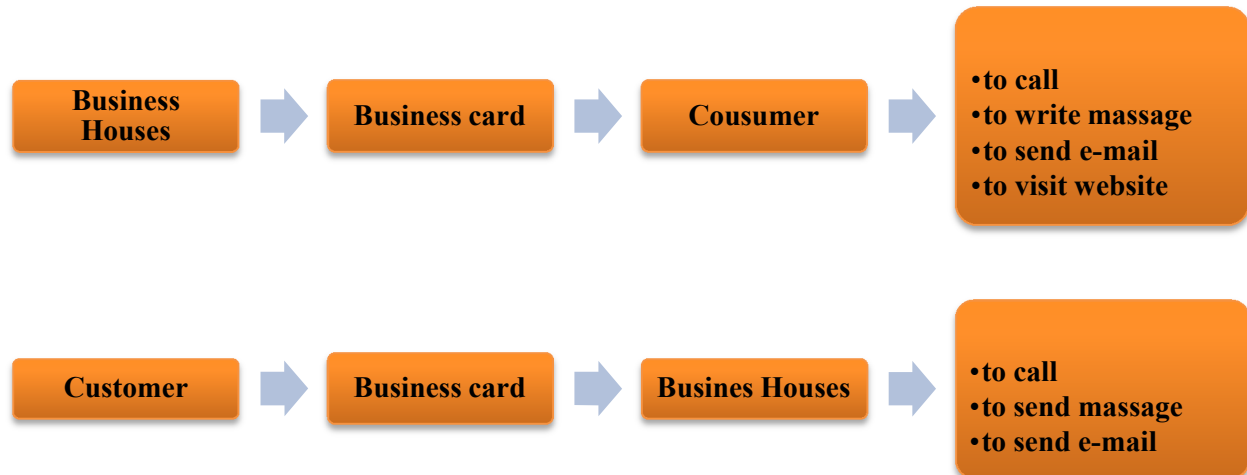 Business
Houses
Business card
Cousumer
•to call
•to write massage
•to send e-mail
•to visit website
Customer
Business card
Busines Houses
•to call
•to send massage
•to send e-mail